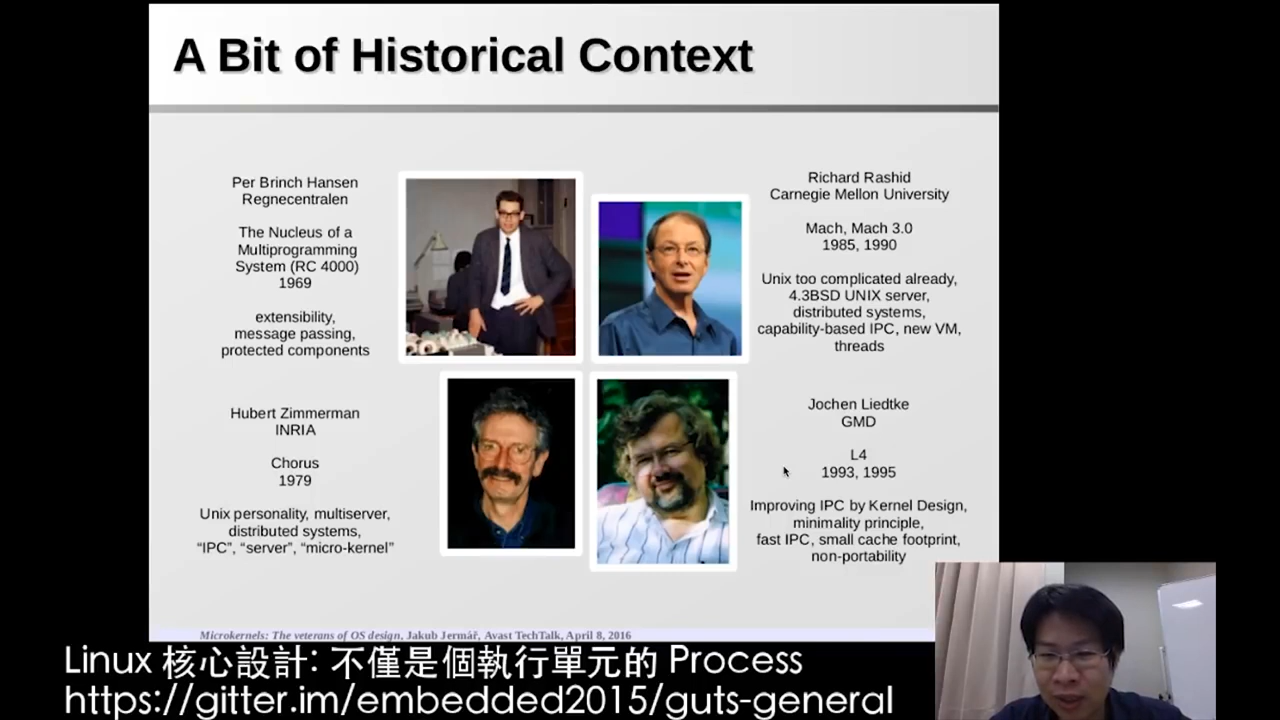 A Bit of Historical Context
Per Brinch Hansen
Regnecentralen
The Nucleus of a
Multiprogramming
System (RC 4000)
1969
extensibility,
message passing,
protected components
Richard Rashid
Carnegie Mellon University
Mach, Mach 3.0
1985, 1990
Unix too complicated already,
4.3BSD UNIX server,
distributed systems,
capability-based IPC, new VM,
threads
Hubert Zimmerman
INRIA
Chorus
1979
Unix personality, multiserver,
distributed systems,
“IPC”, “server”, “micro-kernel”
Jochen Liedtke
GMD
L4
1993, 1995
Improving IPC by Kernel Design,
minimality principle,
fast IPC, small cache footprint,
non-portability
Microkernels: The veterans of OS design, Jakub Jermář, Avast TechTalk, April 8, 2016
Linux 核心設計: 不僅是個執行單元的 Process
https://gitter.im/embedded2015/guts-general